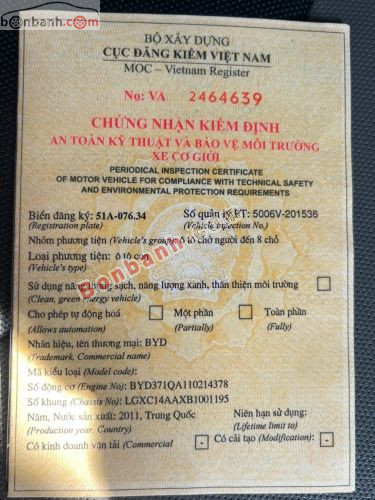 bonbanh.com
BỘ XÂY DỰNG
CỤC ĐĂNG KIỂM VIỆT NAM
MOC – Vietnam Register
No: VA 2464639
CHỨNG NHẬN KIỂM ĐỊNH
AN TOÀN KỸ THUẬT VÀ BẢO VỆ MÔI TRƯỜNG
XE CƠ GIỚI
PERIODICAL INSPECTION CERTIFICATE
OF MOTOR VEHICLE FOR COMPLIANCE WITH TECHNICAL SAFETY
AND ENVIRONMENTAL PROTECTION REQUIREMENTS
Biển đăng ký: 51A-076.34 Số quản lý PT: 5006V-201536
(Registration plate) (Vehicle inspection No.)
Nhóm phương tiện (Vehicle's group): ô tô chở người đến 8 chỗ
Loại phương tiện: ô tô con
(Vehicle's type)
Bonbanh
Sử dụng năng lượng sạch, năng lượng xanh, thân thiện môi trường
(Clean, green energy vehicle)
Cho phép tự động hoá Một phần Toàn phần
(Allows automation) (Partially) (Fully)
Nhãn hiệu, tên thương mại: BYD
(Trademark, Commercial name)
Mã kiểu loại (Model code):
Số động cơ (Engine No): BYD371QA110214378
Số khung (Chassis No): LGXC14AAXB1001195
Năm, Nước sản xuất: 2011, Trung Quốc Niên hạn sử dụng:
(Production year, Country) (Lifetime limit to)
Có kinh doanh vận tải (Commercial - Có cải tạo (Modification): -
bonbanh.com